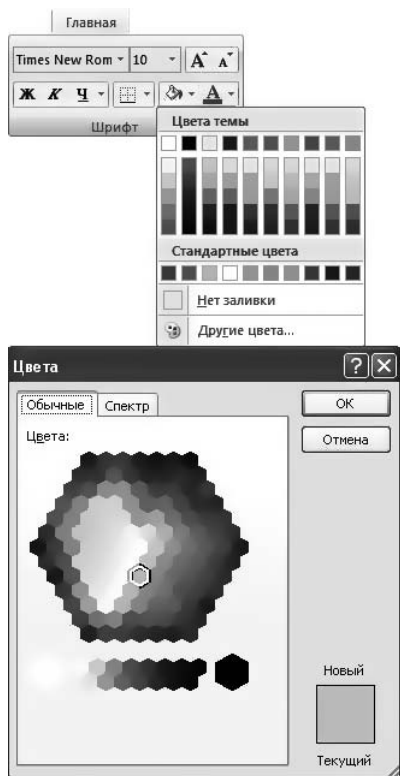 Главная
Times New Rom 10 A A
Ж К Ч А
Шрифт
Цвета темы
Стандартные цвета
Нет заливки
Другие цвета...
Цвета
Обычные Спектр
ОК
Отмена
Цвета:
Новый
Текущий